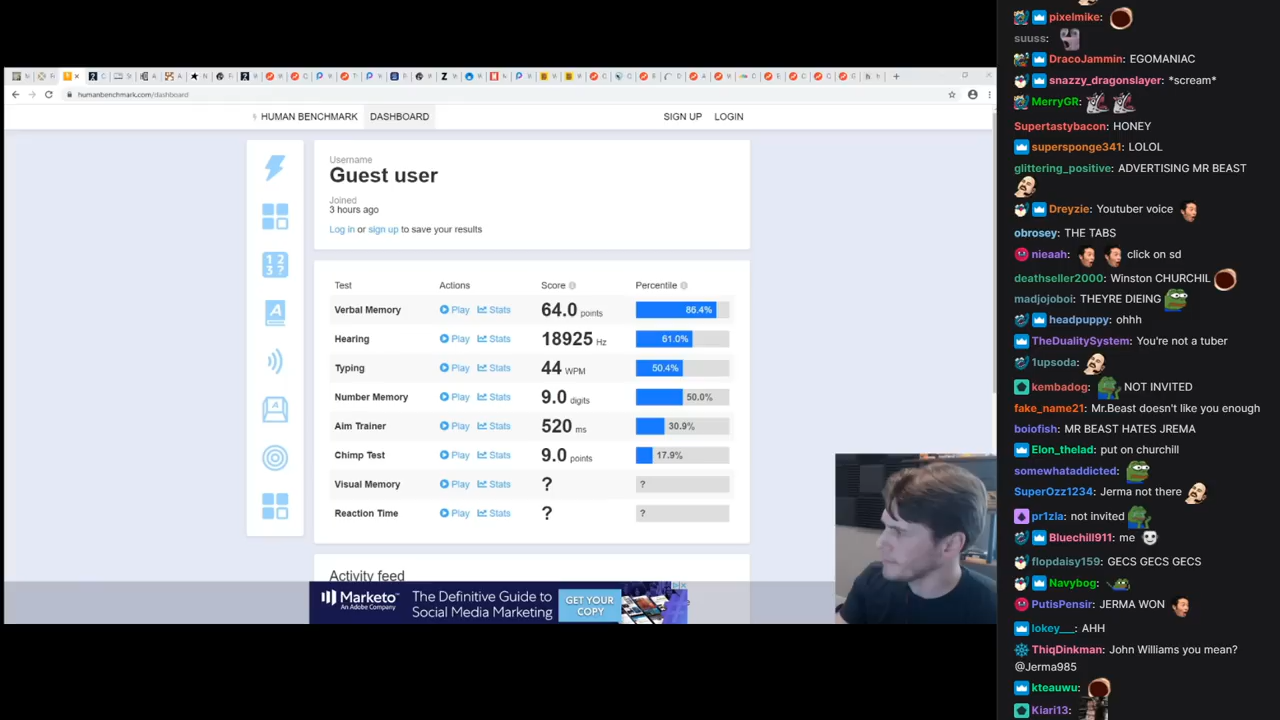 humanbenchmark.com/dashboard
HUMAN BENCHMARK
DASHBOARD
SIGN UP
LOGIN
Username
Guest user
Joined
3 hours ago
Log in or sign up to save your results
Test Actions Score Percentile
Verbal Memory Play Stats 64.0 points 86.4%
Hearing Play Stats 18925 Hz 61.0%
Typing Play Stats 44 WPM 50.4%
Number Memory Play Stats 9.0 digits 50.0%
Aim Trainer Play Stats 520 ms 30.9%
Chimp Test Play Stats 9.0 points 17.9%
Visual Memory Play Stats ? ?
Reaction Time Play Stats ? ?
Activity feed
Marketo
An Adobe Company
The Definitive Guide to
Social Media Marketing
GET YOUR
COPY
pixelmike:
suuss:
DracoJammin: EGOMANIAC
snazzy_dragonslayer: *scream*
MerryGR:
Supertastybacon: HONEY
supersponge341: LOLOL
glittering_positive: ADVERTISING MR BEAST
Dreyzie: Youtuber voice
obrosey: THE TABS
nieaah: click on sd
deathseller2000: Winston CHURCHIL
madjojoboi: THEYRE DIEING
headpuppy: ohhh
TheDualitySystem: You're not a tuber
1upsoda:
kembadog: NOT INVITED
fake_name21: Mr.Beast doesn't like you enough
boiofish: MR BEAST HATES JREMA
Elon_thelad: put on churchill
somewhataddicted:
SuperOzz1234: Jerma not there
pr1zla: not invited
Bluechill911: me
flopdaisy159: GECS GECS GECS
Navybog:
PutisPensir: JERMA WON
lokey___: AHH
ThiqDinkman: John Williams you mean?
@Jerma985
kteauwu:
Kiari13: